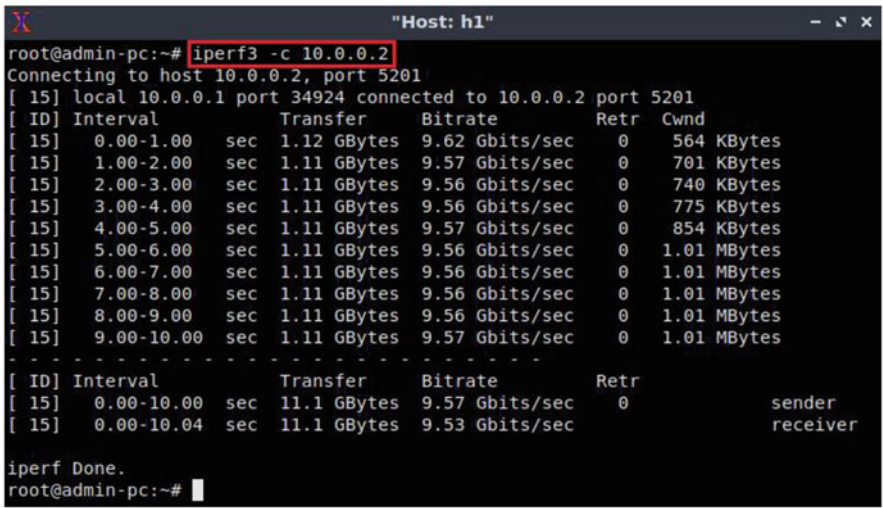 "Host: h1"
root@admin-pc:~# iperf3 -c 10.0.0.2
Connecting to host 10.0.0.2, port 5201
[ 15] local 10.0.0.1 port 34924 connected to 10.0.0.2 port 5201
[ ID] Interval Transfer Bitrate Retr Cwnd
[ 15] 0.00-1.00 sec 1.12 GBytes 9.62 Gbits/sec 0 564 KBytes
[ 15] 1.00-2.00 sec 1.11 GBytes 9.57 Gbits/sec 0 701 KBytes
[ 15] 2.00-3.00 sec 1.11 GBytes 9.56 Gbits/sec 0 740 KBytes
[ 15] 3.00-4.00 sec 1.11 GBytes 9.56 Gbits/sec 0 775 KBytes
[ 15] 4.00-5.00 sec 1.11 GBytes 9.57 Gbits/sec 0 854 KBytes
[ 15] 5.00-6.00 sec 1.11 GBytes 9.56 Gbits/sec 0 1.01 MBytes
[ 15] 6.00-7.00 sec 1.11 GBytes 9.56 Gbits/sec 0 1.01 MBytes
[ 15] 7.00-8.00 sec 1.11 GBytes 9.56 Gbits/sec 0 1.01 MBytes
[ 15] 8.00-9.00 sec 1.11 GBytes 9.56 Gbits/sec 0 1.01 MBytes
[ 15] 9.00-10.00 sec 1.11 GBytes 9.57 Gbits/sec 0 1.01 MBytes
- - - - - - - - - - - - - - - - - - - - - - - - -
[ ID] Interval Transfer Bitrate Retr
[ 15] 0.00-10.00 sec 11.1 GBytes 9.57 Gbits/sec 0 sender
[ 15] 0.00-10.04 sec 11.1 GBytes 9.53 Gbits/sec receiver
iperf Done.
root@admin-pc:~#